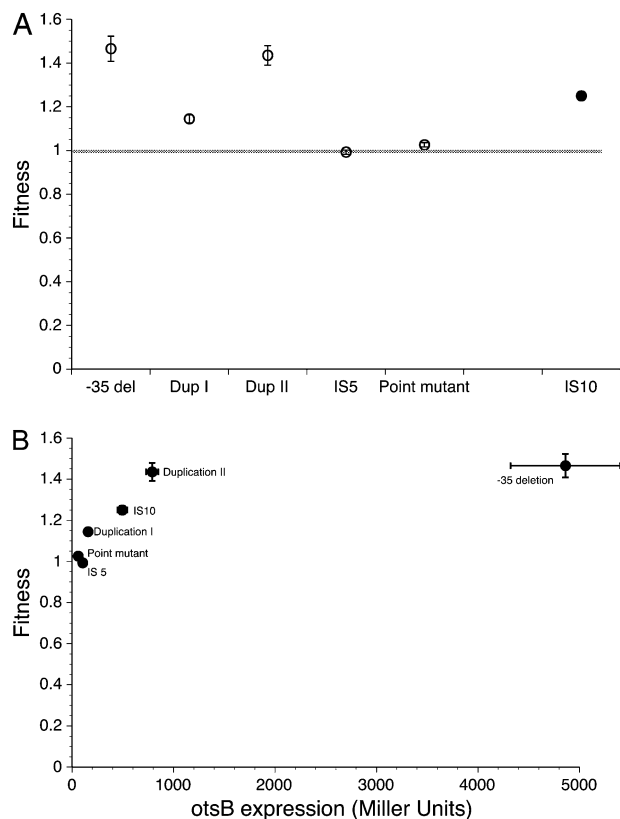 A
1.6
1.4
1.2
1
0.8
0.6
0.4
0.2
0
Fitness
-35 del Dup I Dup II IS5 Point mutant IS10
B
1.6
1.4
1.2
1
0.8
0.6
0.4
0.2
0
Fitness
Duplication II
-35 deletion
IS10
Duplication I
Point mutant
IS 5
0 1000 2000 3000 4000 5000
otsB expression (Miller Units)